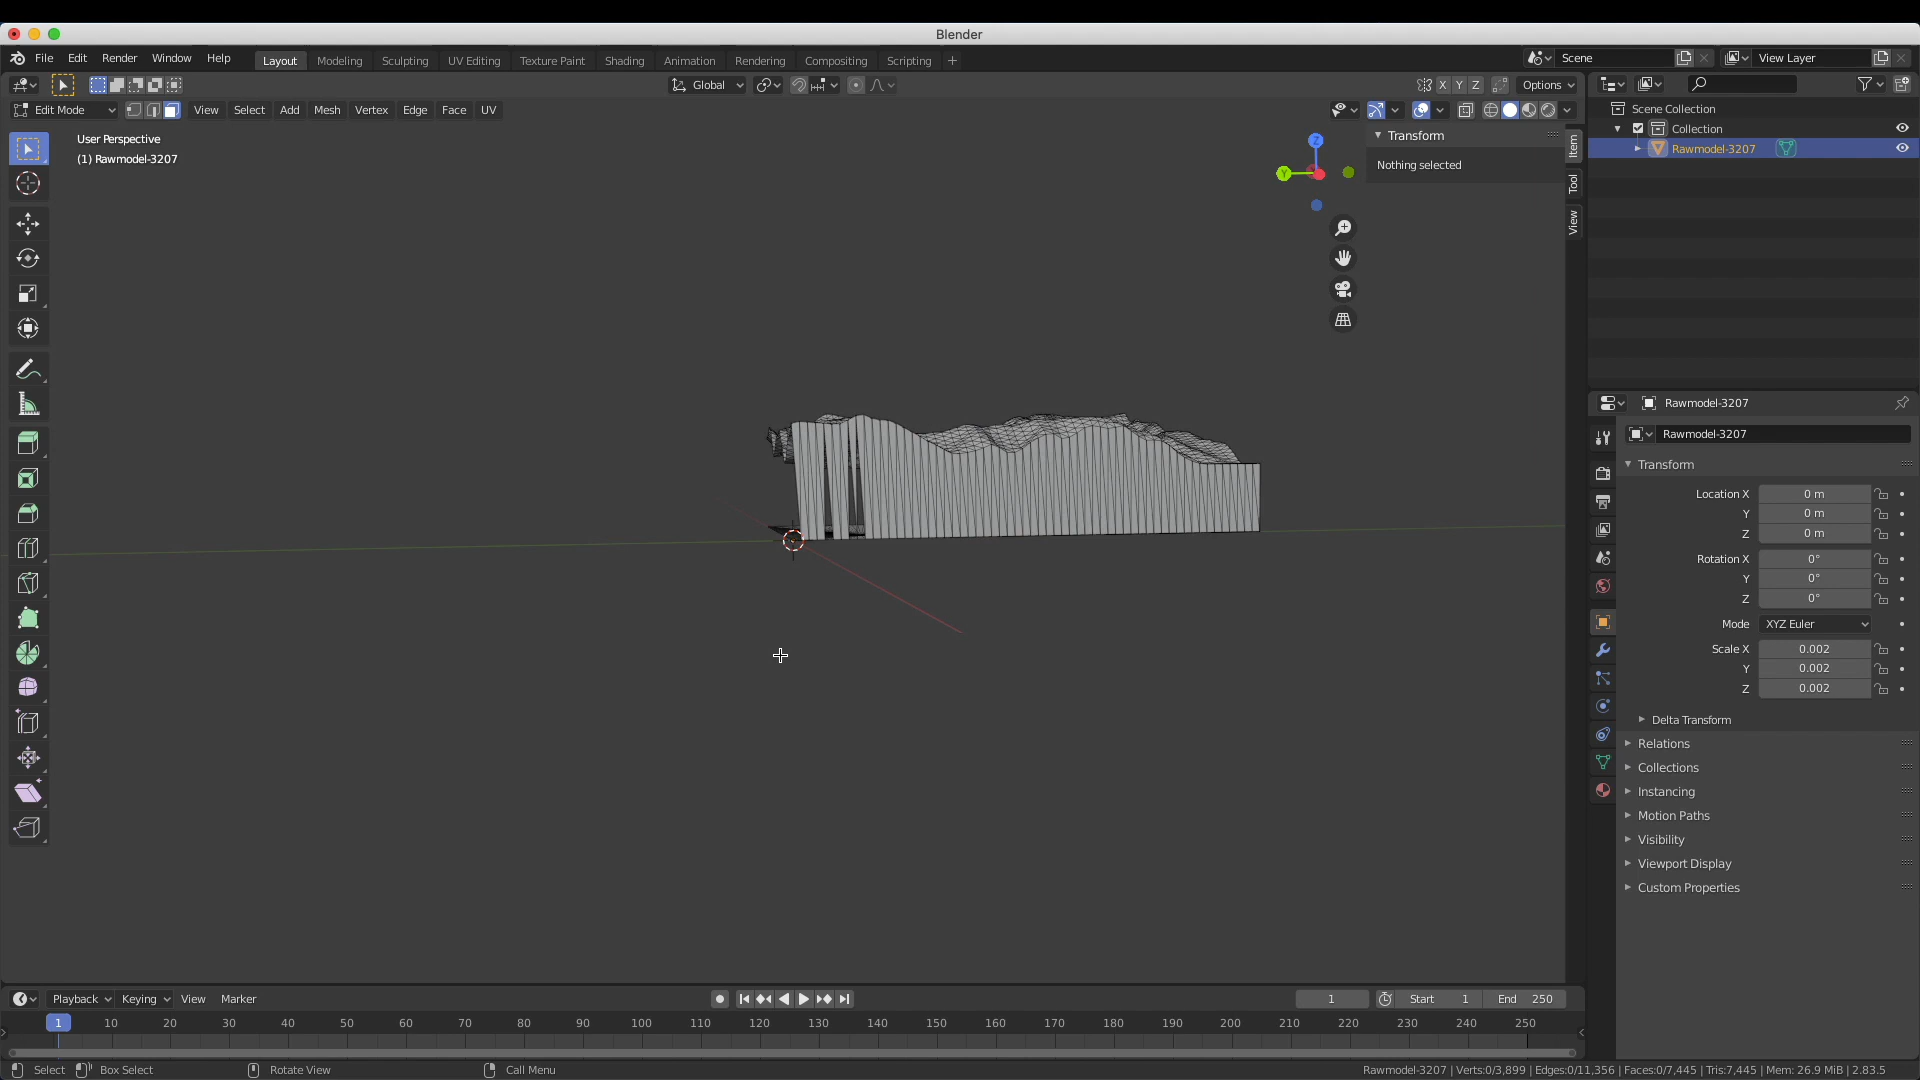 Blender
File Edit Render Window Help
Layout Modeling Sculpting UV Editing Texture Paint Shading Animation Rendering Compositing Scripting +
Scene
View Layer
Global
X Y Z
Options
Edit Mode
View Select Add Mesh Vertex Edge Face UV
User Perspective
(1) Rawmodel-3207
Z
Y
Transform
Nothing selected
Item
Tool
View
Scene Collection
Collection
Rawmodel-3207
Rawmodel-3207
Rawmodel-3207
Transform
Location X 0 m
Y 0 m
Z 0 m
Rotation X 0°
Y 0°
Z 0°
Mode XYZ Euler
Scale X 0.002
Y 0.002
Z 0.002
Delta Transform
Relations
Collections
Instancing
Motion Paths
Visibility
Viewport Display
Custom Properties
Playback Keying View Marker
1
Start 1
End 250
1 10 20 30 40 50 60 70 80 90 100 110 120 130 140 150 160 170 180 190 200 210 220 230 240 250
Select Box Select Rotate View Call Menu
Rawmodel-3207 | Verts:0/3,899 | Edges:0/11,356 | Faces:0/7,445 | Tris:7,445 | Mem: 26.9 MiB | 2.83.5